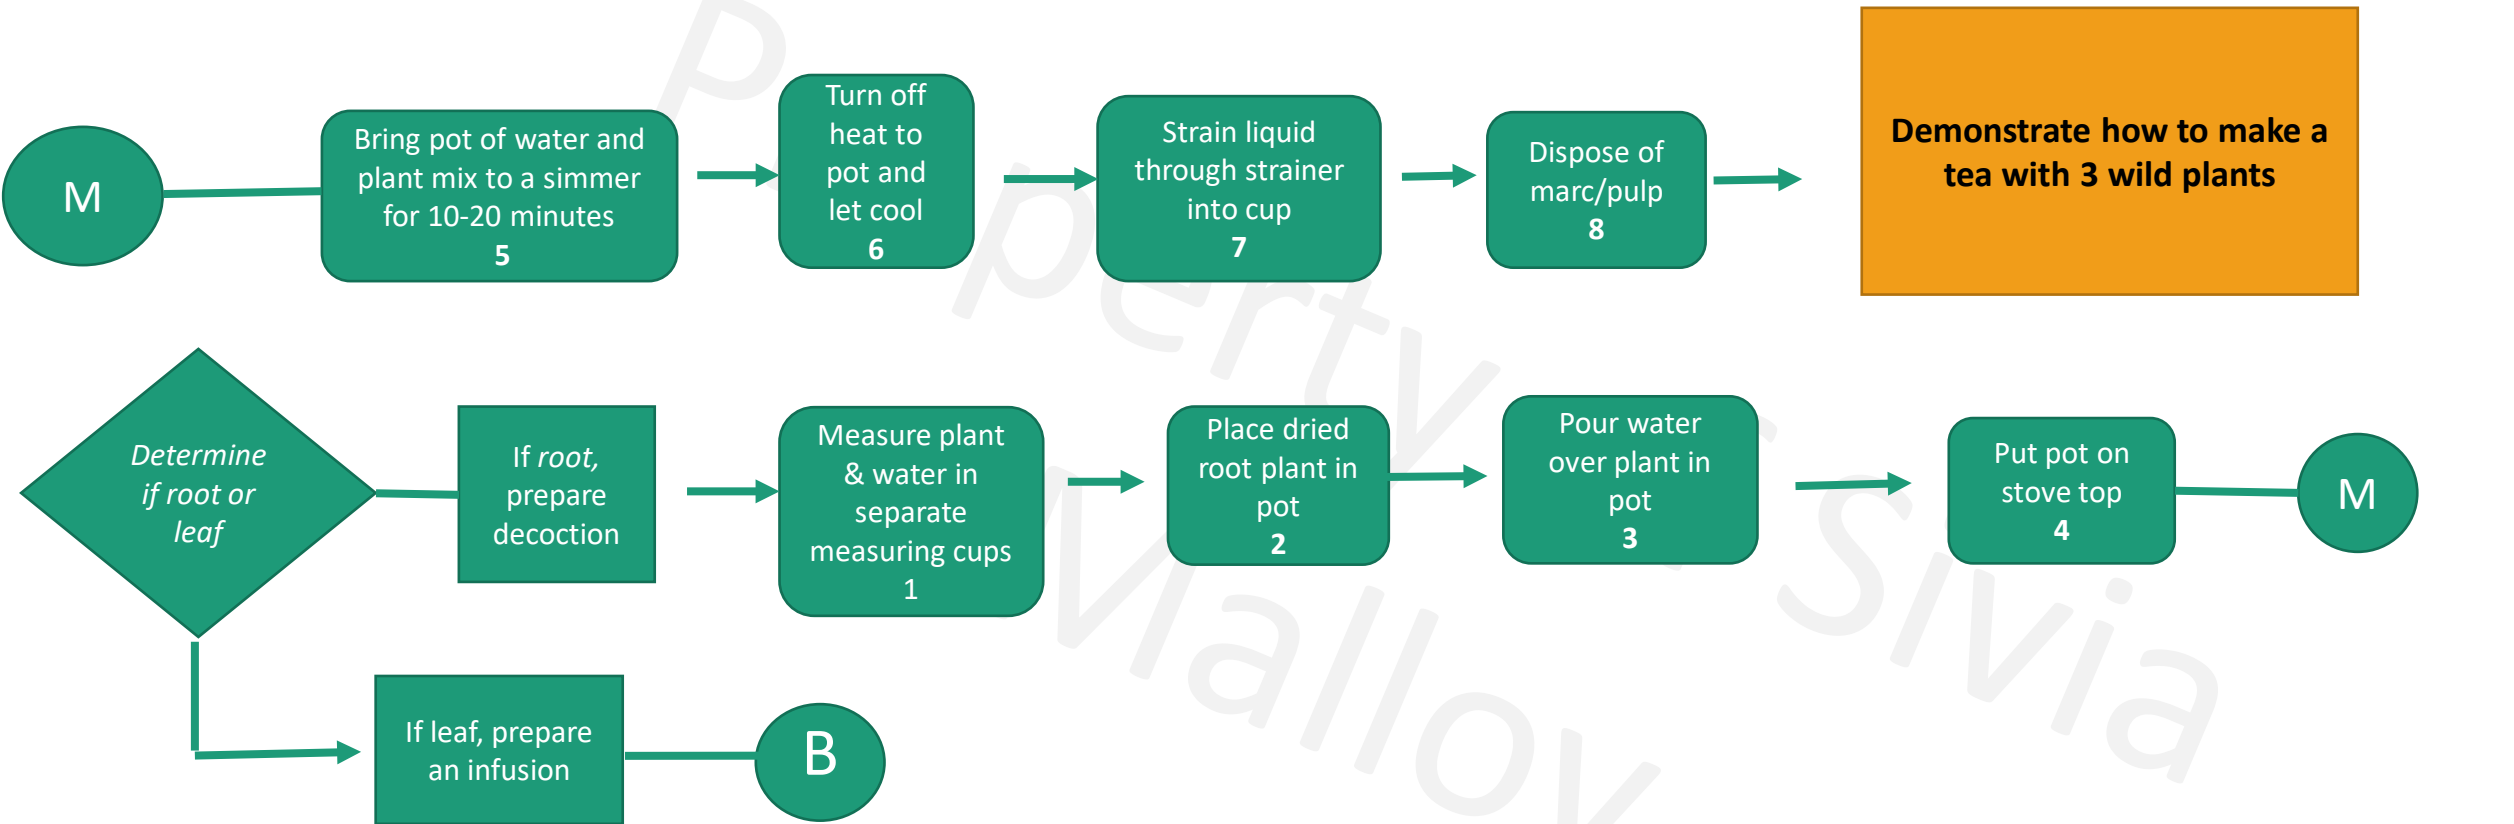 M
Bring pot of water and
plant mix to a simmer
for 10-20 minutes
5
Turn off
heat to
pot and
let cool
6
Strain liquid
through strainer
into cup
7
Dispose of
marc/pulp
8
Demonstrate how to make a
tea with 3 wild plants
Determine
if root or
leaf
If root,
prepare
decoction
Measure plant
& water in
separate
measuring cups
1
Place dried
root plant in
pot
2
Pour water
over plant in
pot
3
Put pot on
stove top
4
M
If leaf, prepare
an infusion
B
Sivia